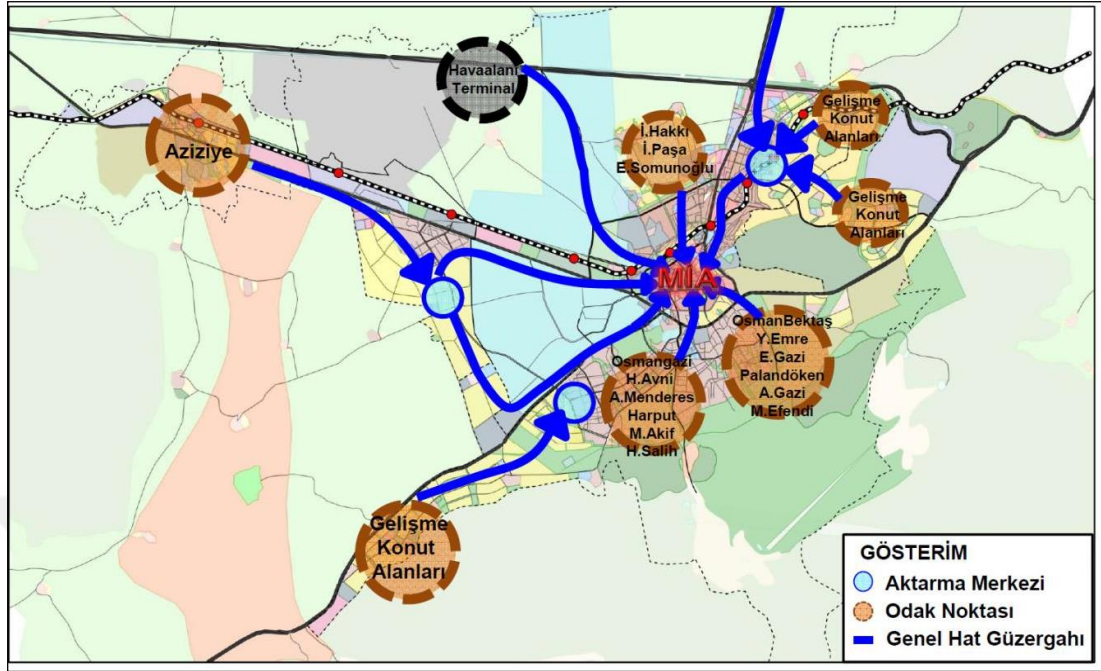 Havaalanı
Terminal
Aziziye
İ.Hakkı
İ.Paşa
E.Somunoğlu
Gelişme
Konut
Alanları
Gelişme
Konut
Alanları
MİA
OsmanBektaş
Y.Emre
E.Gazi
Palandöken
A.Gazi
M.Efendi
Osmangazi
H.Avni
A.Menderes
Harput
M.Akif
H.Salih
Gelişme
Konut
Alanları
GÖSTERİM
Aktarma Merkezi
Odak Noktası
Genel Hat Güzergahı